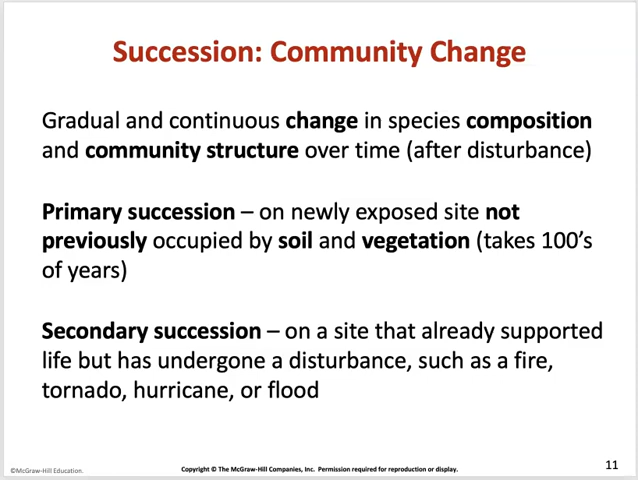 Succession: Community Change
Gradual and continuous change in species composition
and community structure over time (after disturbance)
Primary succession – on newly exposed site not
previously occupied by soil and vegetation (takes 100’s
of years)
Secondary succession – on a site that already supported
life but has undergone a disturbance, such as a fire,
tornado, hurricane, or flood
©McGraw-Hill Education.
Copyright © The McGraw-Hill Companies, Inc. Permission required for reproduction or display.
11